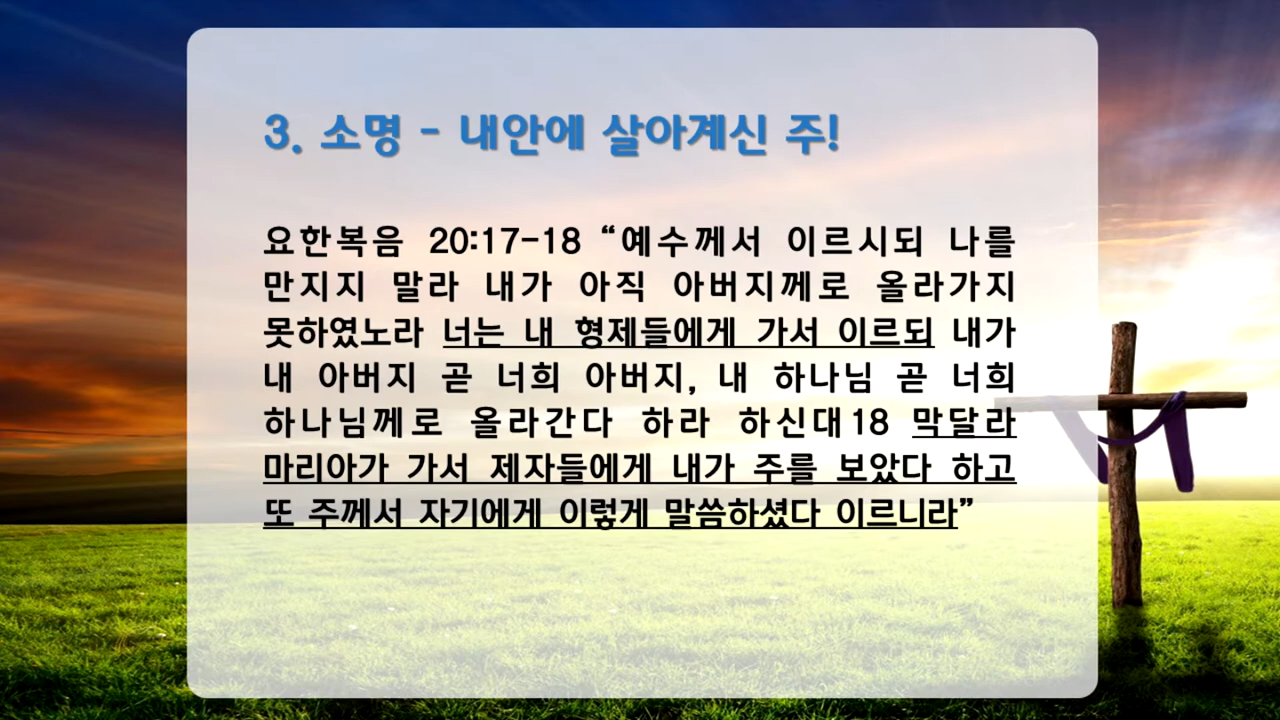 3. 소명 - 내안에 살아계신 주!
요한복음 20:17-18 “예수께서 이르시되 나를
만지지 말라 내가 아직 아버지께로 올라가지
못하였노라 너는 내 형제들에게 가서 이르되 내가
내 아버지 곧 너희 아버지, 내 하나님 곧 너희
하나님께로 올라간다 하라 하신대18 막달라
마리아가 가서 제자들에게 내가 주를 보았다 하고
또 주께서 자기에게 이렇게 말씀하셨다 이르니라”